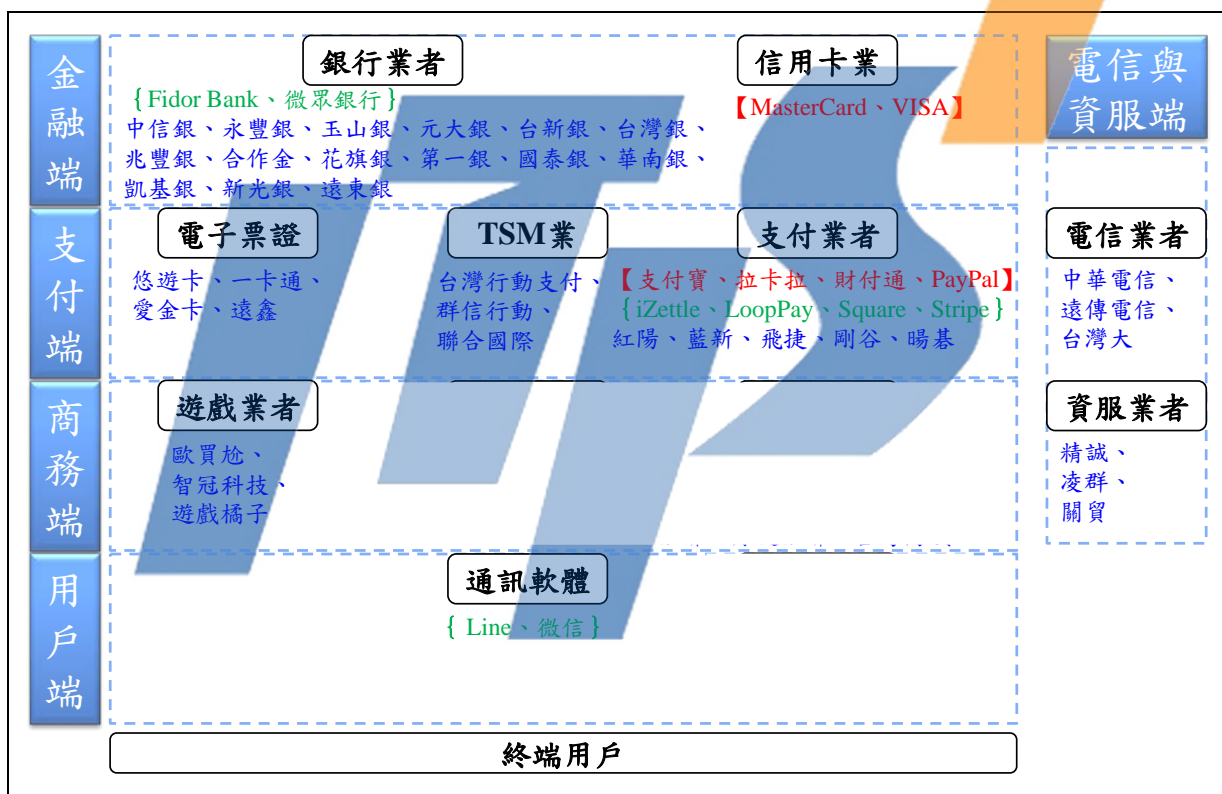 金融端
銀行業者
信用卡業
電信與
資服端
{Fidor Bank、微眾銀行}
【MasterCard、VISA】
中信銀、永豐銀、玉山銀、元大銀、台新銀、台灣銀、
兆豐銀、合作金、花旗銀、第一銀、國泰銀、華南銀、
凱基銀、新光銀、遠東銀
支付端
電子票證
TSM業
支付業者
電信業者
悠遊卡、一卡通、
愛金卡、遠鑫
台灣行動支付、
群信行動、
聯合國際
【支付寶、拉卡拉、財付通、PayPal】
{iZettle、LoopPay、Square、Stripe}
紅陽、藍新、飛捷、剛谷、暘碁
中華電信、
遠傳電信、
台灣大
商務端
遊戲業者
資服業者
歐買尬、
智冠科技、
遊戲橘子
精誠、
凌群、
關貿
用戶端
通訊軟體
{ Line、微信}
終端用戶
ITIS